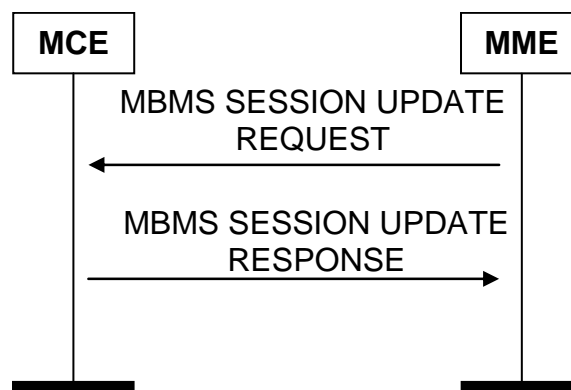 MCE
MME
MBMS SESSION UPDATE
REQUEST
MBMS SESSION UPDATE
RESPONSE